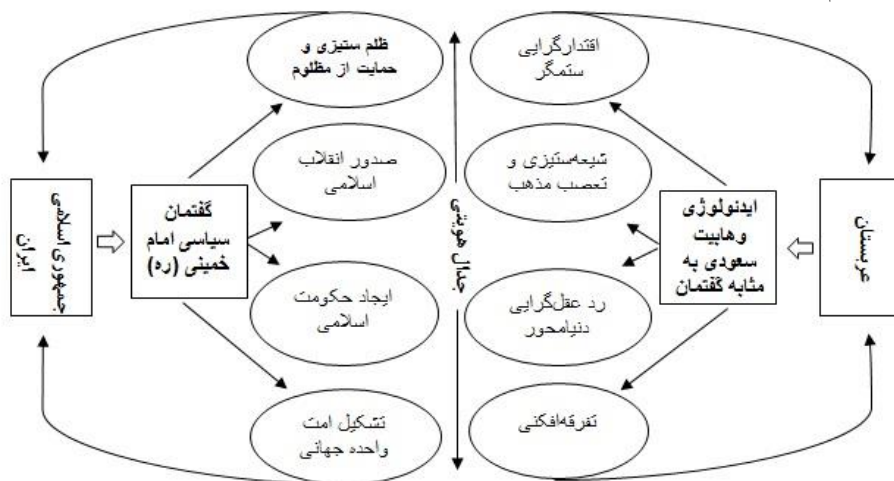 اقتدارگرایی
ستمگر
شیعه‌ستیزی و
تعصب مذهب
رد عقل‌گرایی
دنیامحور
تفرقه‌افکنی
عربستان
ایدئولوژی
وهابیت
سعودی به
مثابه گفتمان
جدال هویتی
ظلم ستیزی و
حمایت از مظلوم
صدور انقلاب
اسلامی
ایجاد حکومت
اسلامی
تشکیل امت
واحده جهانی
گفتمان
سیاسی امام
خمینی (ره)
جمهوری اسلامی
ایران